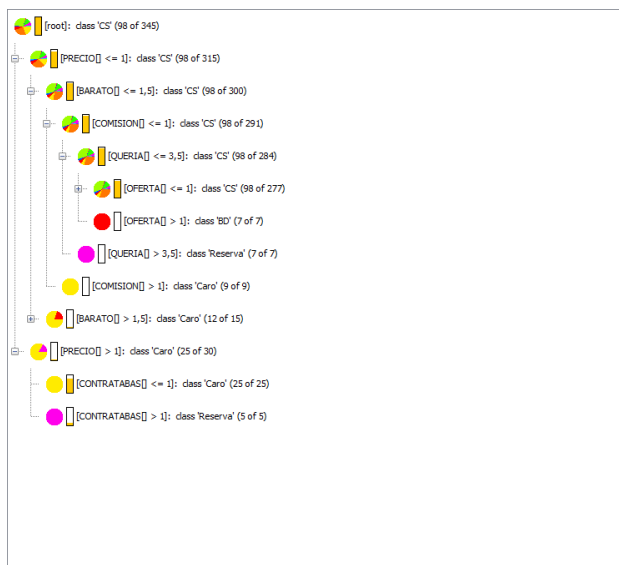 [root]: class 'CS' (98 of 345)
[PRECIO[] <= 1]: class 'CS' (98 of 315)
[BARATO[] <= 1,5]: class 'CS' (98 of 300)
[COMISION[] <= 1]: class 'CS' (98 of 291)
[QUERIA[] <= 3,5]: class 'CS' (98 of 284)
[OFERTA[] <= 1]: class 'CS' (98 of 277)
[OFERTA[] > 1]: class 'BD' (7 of 7)
[QUERIA[] > 3,5]: class 'Reserva' (7 of 7)
[COMISION[] > 1]: class 'Caro' (9 of 9)
[BARATO[] > 1,5]: class 'Caro' (12 of 15)
[PRECIO[] > 1]: class 'Caro' (25 of 30)
[CONTRATABAS[] <= 1]: class 'Caro' (25 of 25)
[CONTRATABAS[] > 1]: class 'Reserva' (5 of 5)